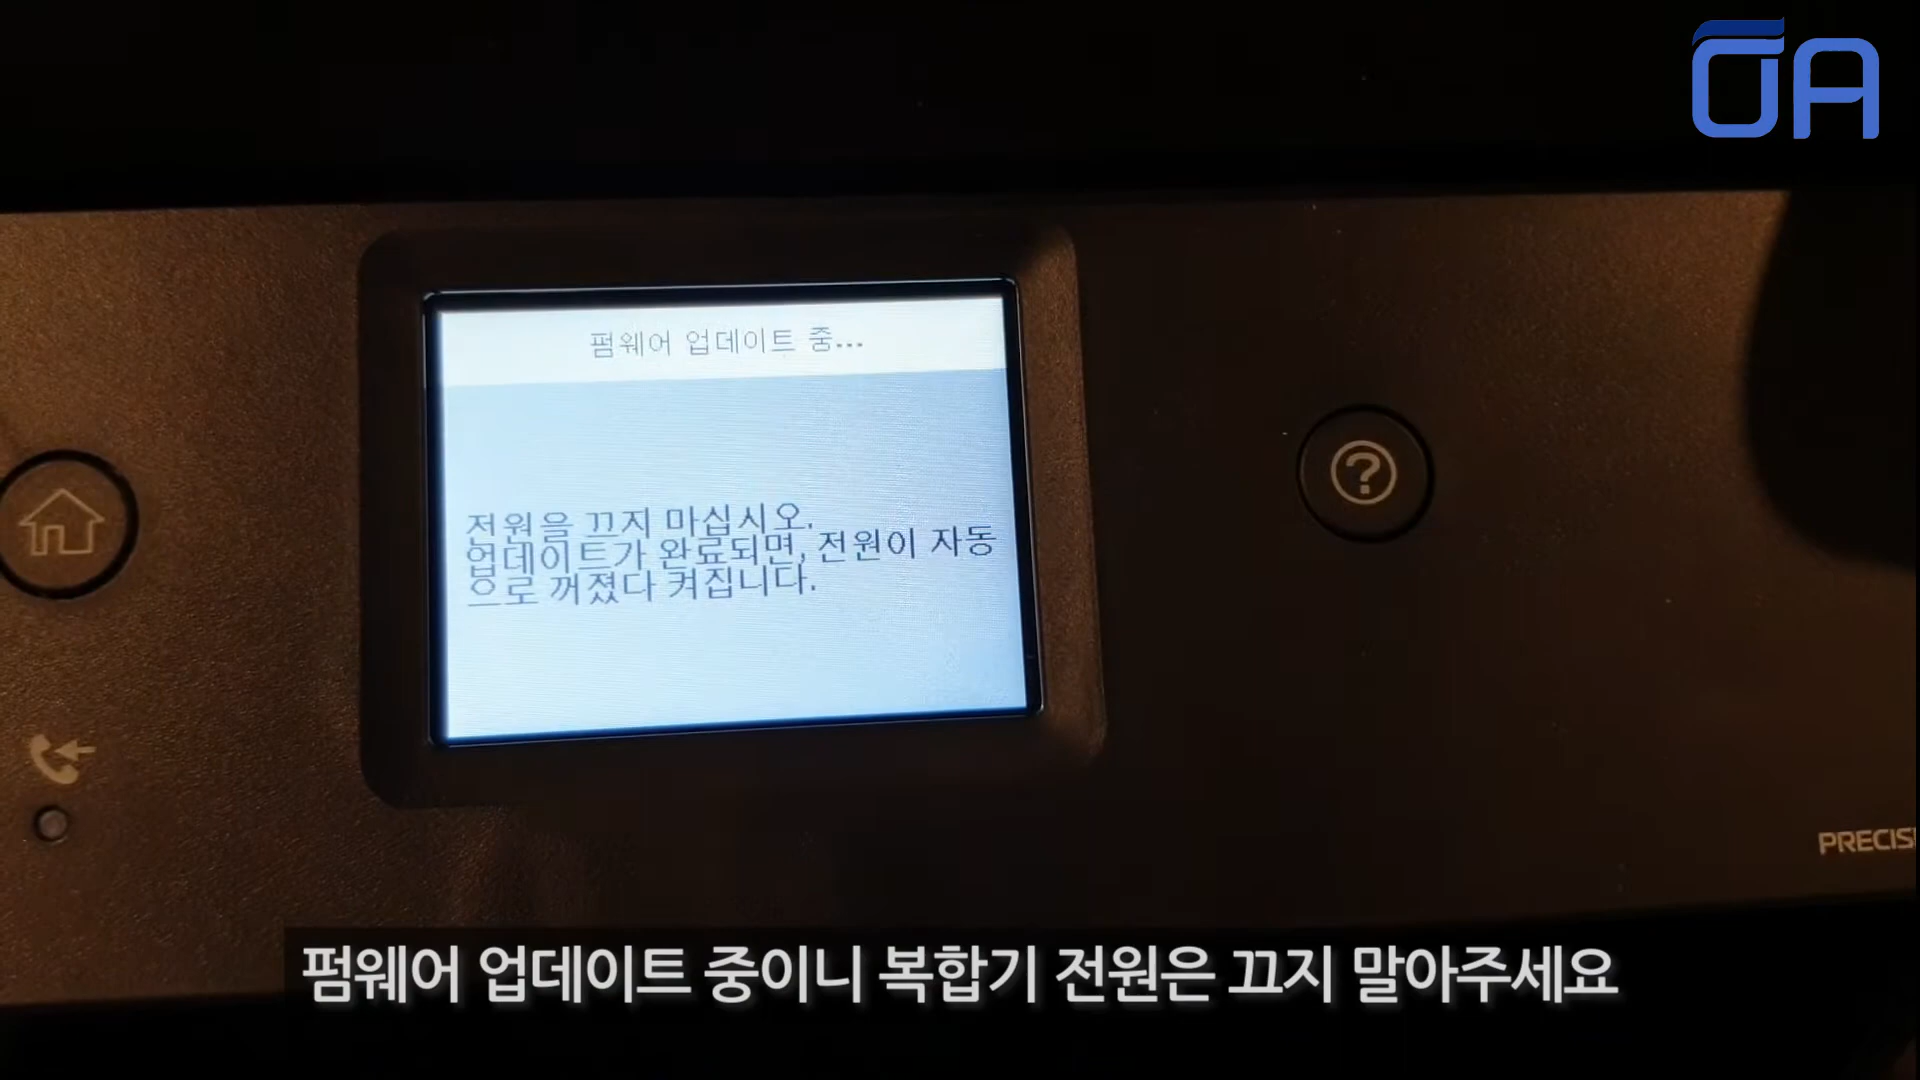 펌웨어 업데이트 중...
전원을 끄지 마십시오.
업데이트가 완료되면, 전원이 자동
으로 꺼졌다 켜집니다.
?
펌웨어 업데이트 중이니 복합기 전원은 끄지 말아주세요